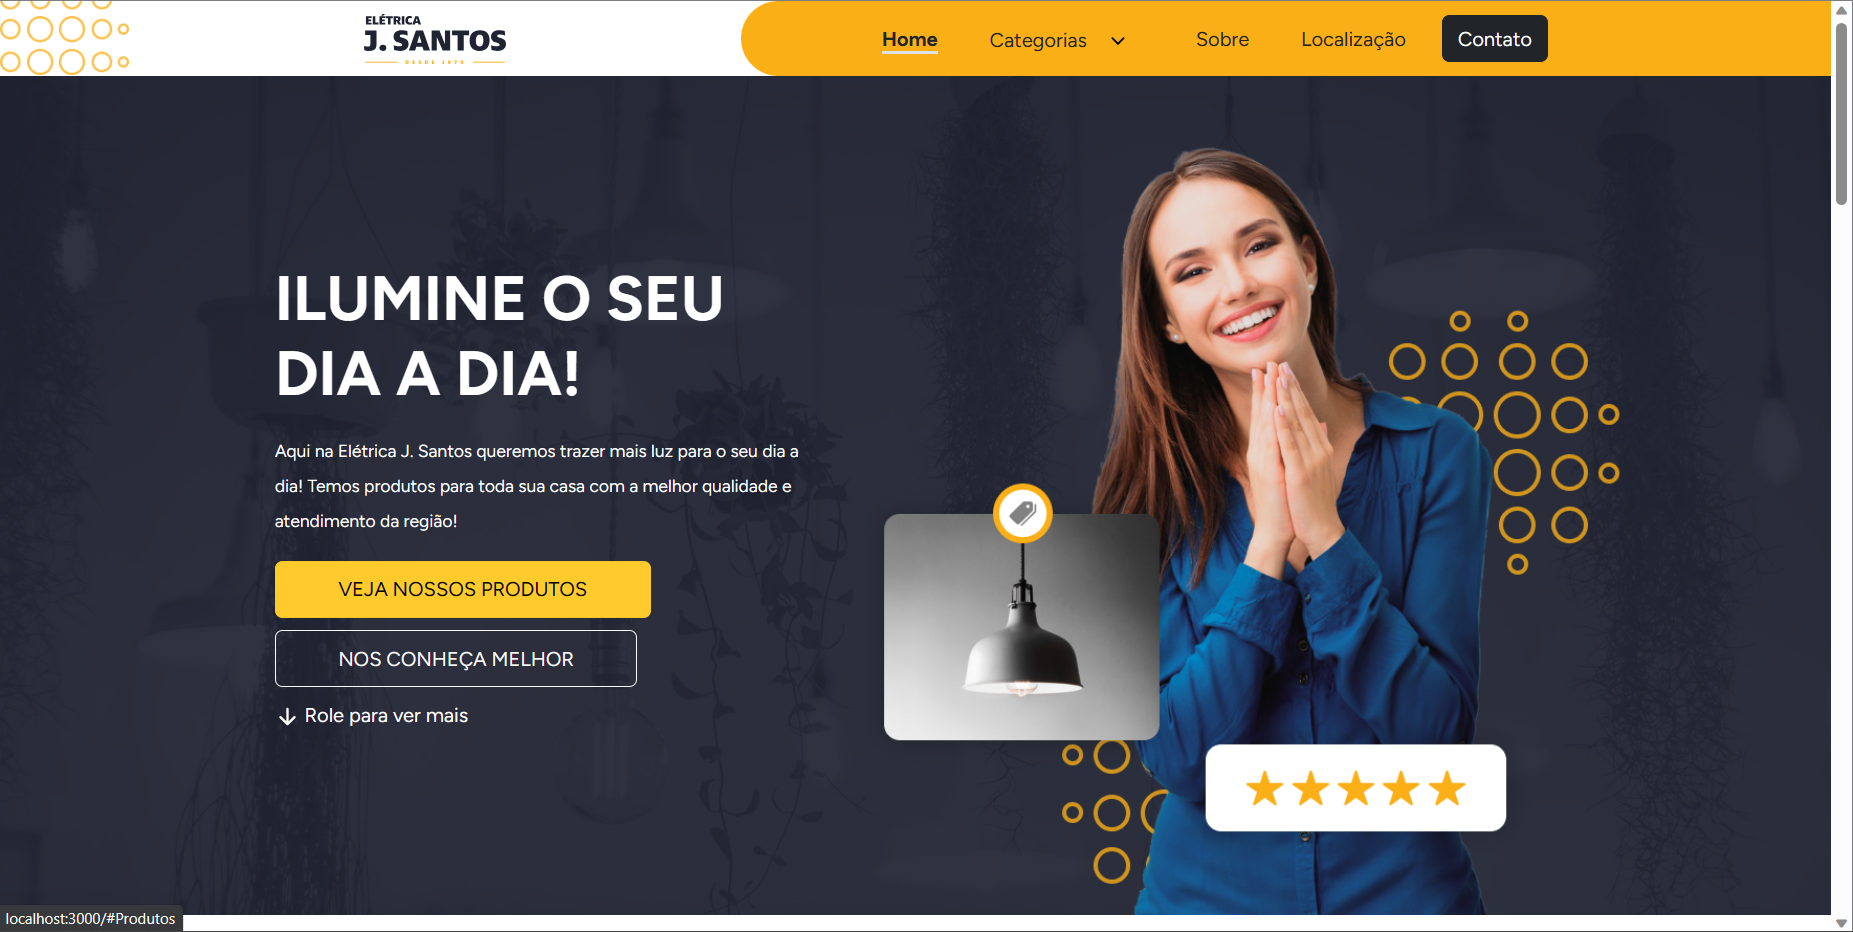 ELÉTRICA
J. SANTOS
DESDE 1970
Home
Categorias
Sobre
Localização
Contato
ILUMINE O SEU
DIA A DIA!
Aqui na Elétrica J. Santos queremos trazer mais luz para o seu dia a
dia! Temos produtos para toda sua casa com a melhor qualidade e
atendimento da região!
VEJA NOSSOS PRODUTOS
NOS CONHEÇA MELHOR
Role para ver mais
localhost:3000/#Produtos